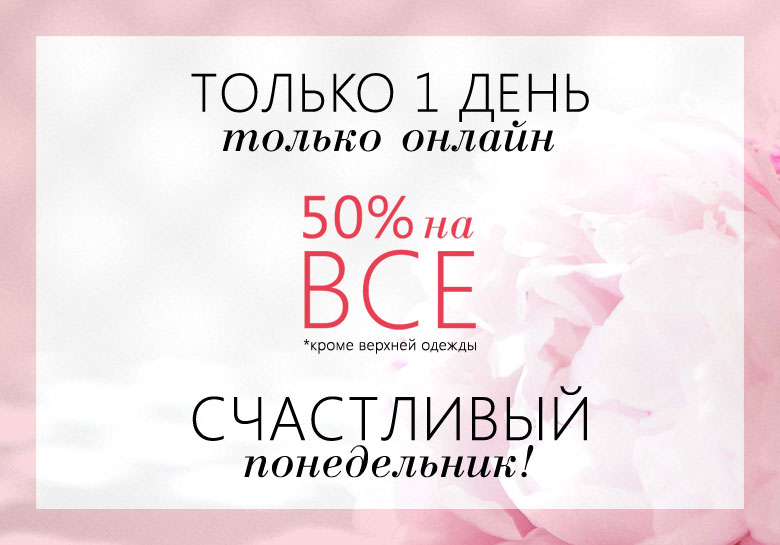 ТОЛЬКО 1 ДЕНЬ
только онлайн
50% на
ВСЕ
*кроме верхней одежды
СЧАСТЛИВЫЙ
понедельник!